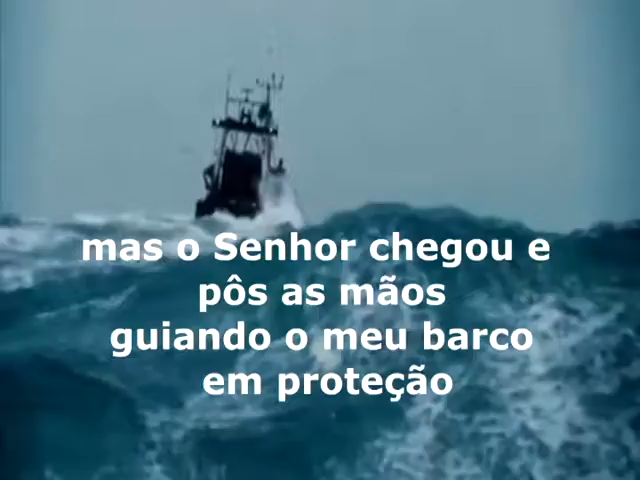 mas o Senhor chegou e
pôs as mãos
guiando o meu barco
em proteção